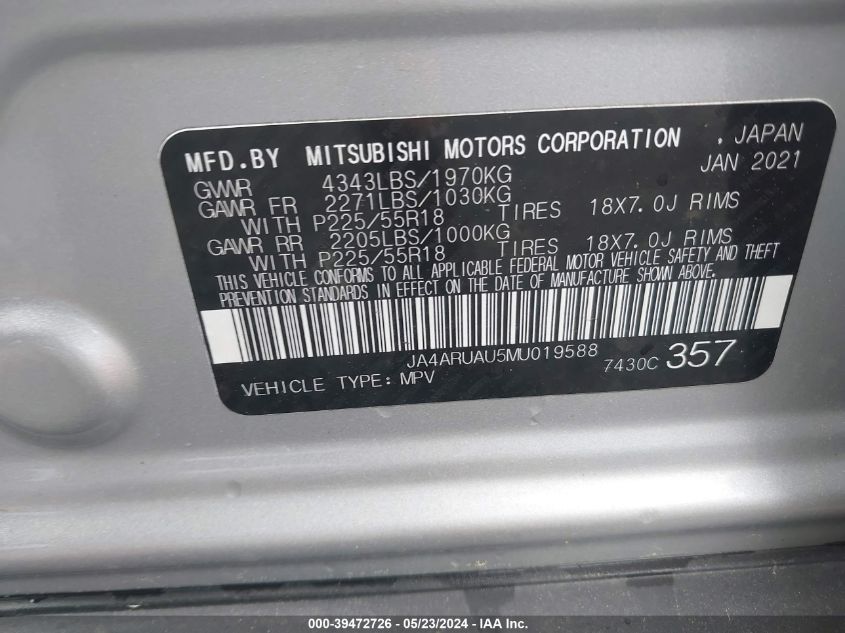 MFD.BY MITSUBISHI MOTORS CORPORATION , JAPAN
JAN 2021
GVWR 4343LBS/1970KG
GAWR FR 2271LBS/1030KG
WITH P225/55R18 TIRES 18X7.0J RIMS
GAWR RR 2205LBS/1000KG
WITH P225/55R18 TIRES 18X7.0J RIMS
THIS VEHICLE CONFORMS TO ALL APPLICABLE FEDERAL MOTOR VEHICLE SAFETY AND THEFT
PREVENTION STANDARDS IN EFFECT ON THE DATE OF MANUFACTURE SHOWN ABOVE.
JA4ARUAU5MU019588
VEHICLE TYPE: MPV 7430C 357
000-39472726 - 05/23/2024 - IAA Inc.